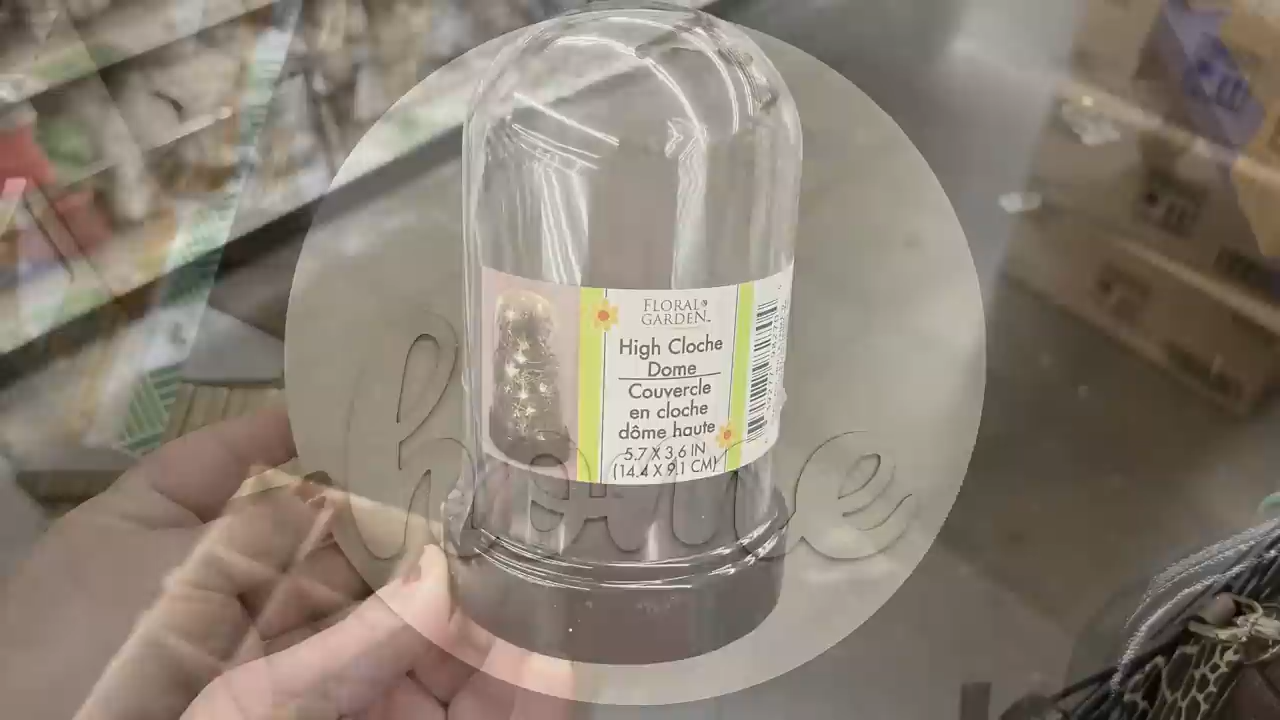 FLORAL
GARDEN
High Cloche
Dome
Couvercle
en cloche
dôme haute
5.7 X 3.6 IN
(14.4 X 9.1 CM)